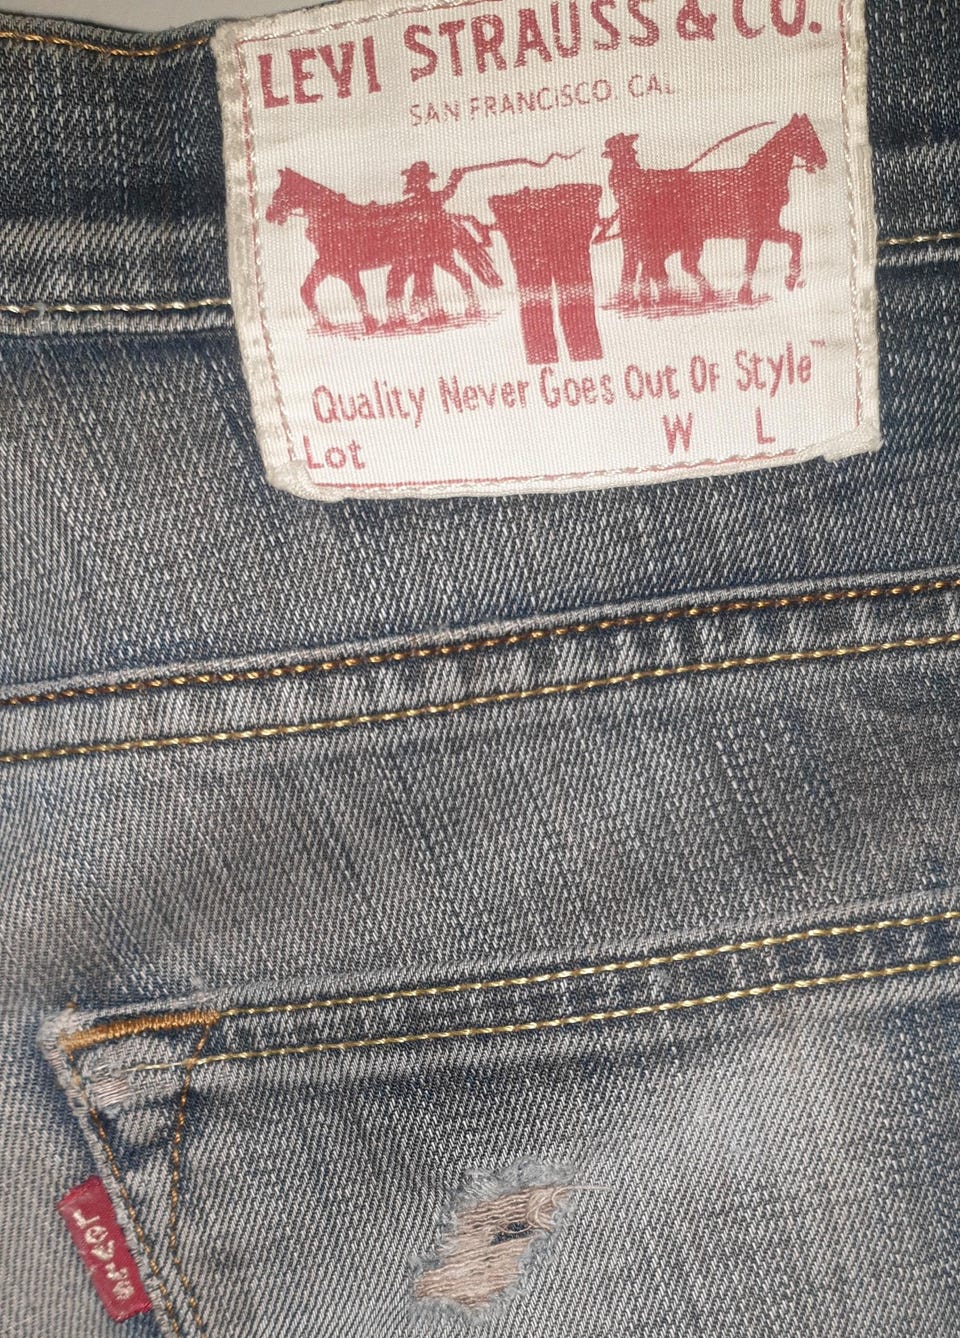 LEVI STRAUSS & CO.
SAN FRANCISCO, CAL
Quality Never Goes Out Of Style™
Lot W L
LEVI'S